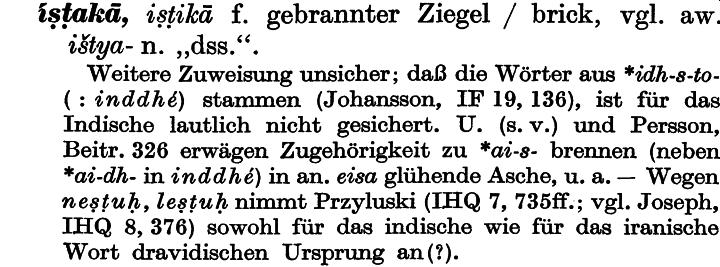 íṣṭakā, iṣṭikā f. gebrannter Ziegel / brick, vgl. aw.
ištya- n. „dss.“.
Weitere Zuweisung unsicher; daß die Wörter aus *idh-s-to-
( : inddhé) stammen (Johansson, IF 19, 136), ist für das
Indische lautlich nicht gesichert. U. (s. v.) und Persson,
Beitr. 326 erwägen Zugehörigkeit zu *ai-s- brennen (neben
*ai-dh- in inddhé) in an. eisa glühende Asche, u. a. — Wegen
neṣṭuḥ, leṣṭuḥ nimmt Przyluski (IHQ 7, 735ff.; vgl. Joseph,
IHQ 8, 376) sowohl für das indische wie für das iranische
Wort dravidischen Ursprung an(?).